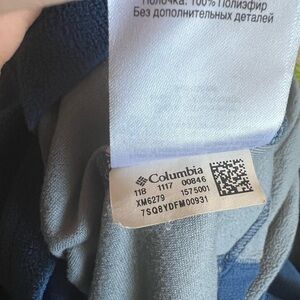 Полочка: 100% Полиэфир
Без дополнительных деталей
Columbia
118 1117 00846
XM6279 1575001
7SQ8YDFM00931